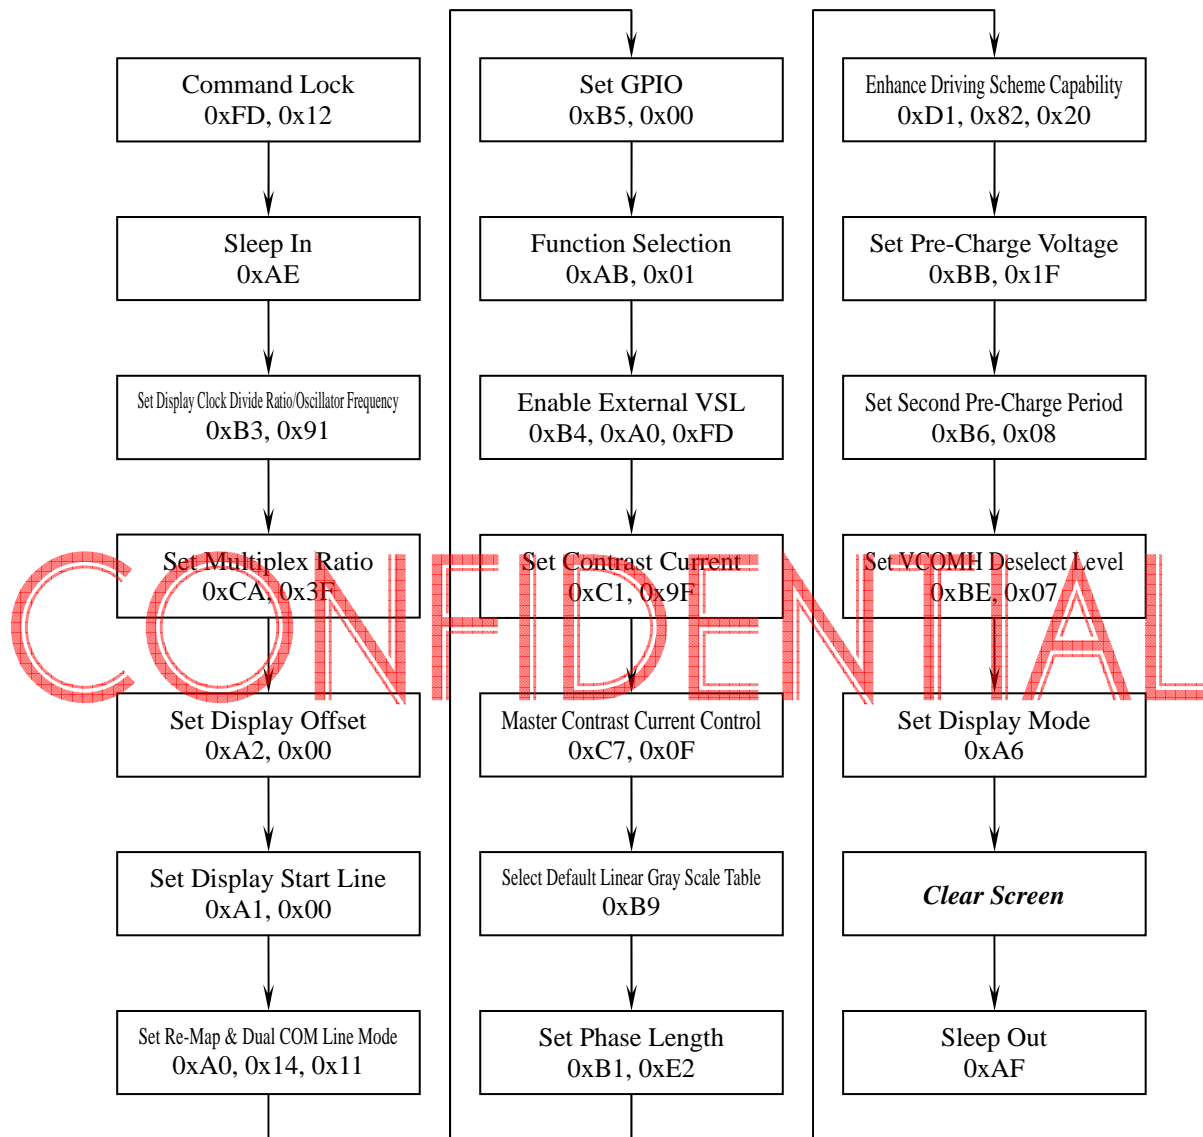 Command Lock
0xFD, 0x12
Sleep In
0xAE
Set Display Clock Divide Ratio/Oscillator Frequency
0xB3, 0x91
Set Multiplex Ratio
0xCA, 0x3F
Set Display Offset
0xA2, 0x00
Set Display Start Line
0xA1, 0x00
Set Re-Map & Dual COM Line Mode
0xA0, 0x14, 0x11
Set GPIO
0xB5, 0x00
Function Selection
0xAB, 0x01
Enable External VSL
0xB4, 0xA0, 0xFD
Set Contrast Current
0xC1, 0x9F
Master Contrast Current Control
0xC7, 0x0F
Select Default Linear Gray Scale Table
0xB9
Set Phase Length
0xB1, 0xE2
Enhance Driving Scheme Capability
0xD1, 0x82, 0x20
Set Pre-Charge Voltage
0xBB, 0x1F
Set Second Pre-Charge Period
0xB6, 0x08
Set VCOMH Deselect Level
0xBE, 0x07
Set Display Mode
0xA6
Clear Screen
Sleep Out
0xAF
CONFIDENTIAL